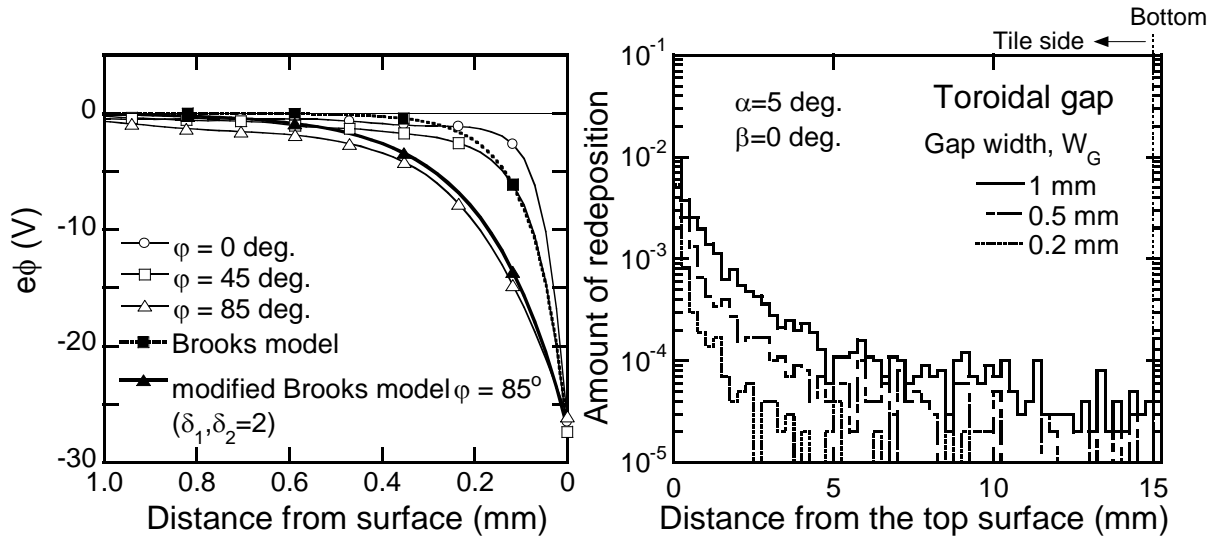 0
-10
-20
-30
eϕ (V)
φ = 0 deg.
φ = 45 deg.
φ = 85 deg.
Brooks model
modified Brooks model φ = 85°
(δ₁,δ₂=2)
1.0 0.8 0.6 0.4 0.2 0
Distance from surface (mm)
Bottom
Tile side
10⁻¹
10⁻²
10⁻³
10⁻⁴
10⁻⁵
Amount of redeposition
α=5 deg.
β=0 deg.
Toroidal gap
Gap width, W_G
1 mm
0.5 mm
0.2 mm
0 5 10 15
Distance from the top surface (mm)